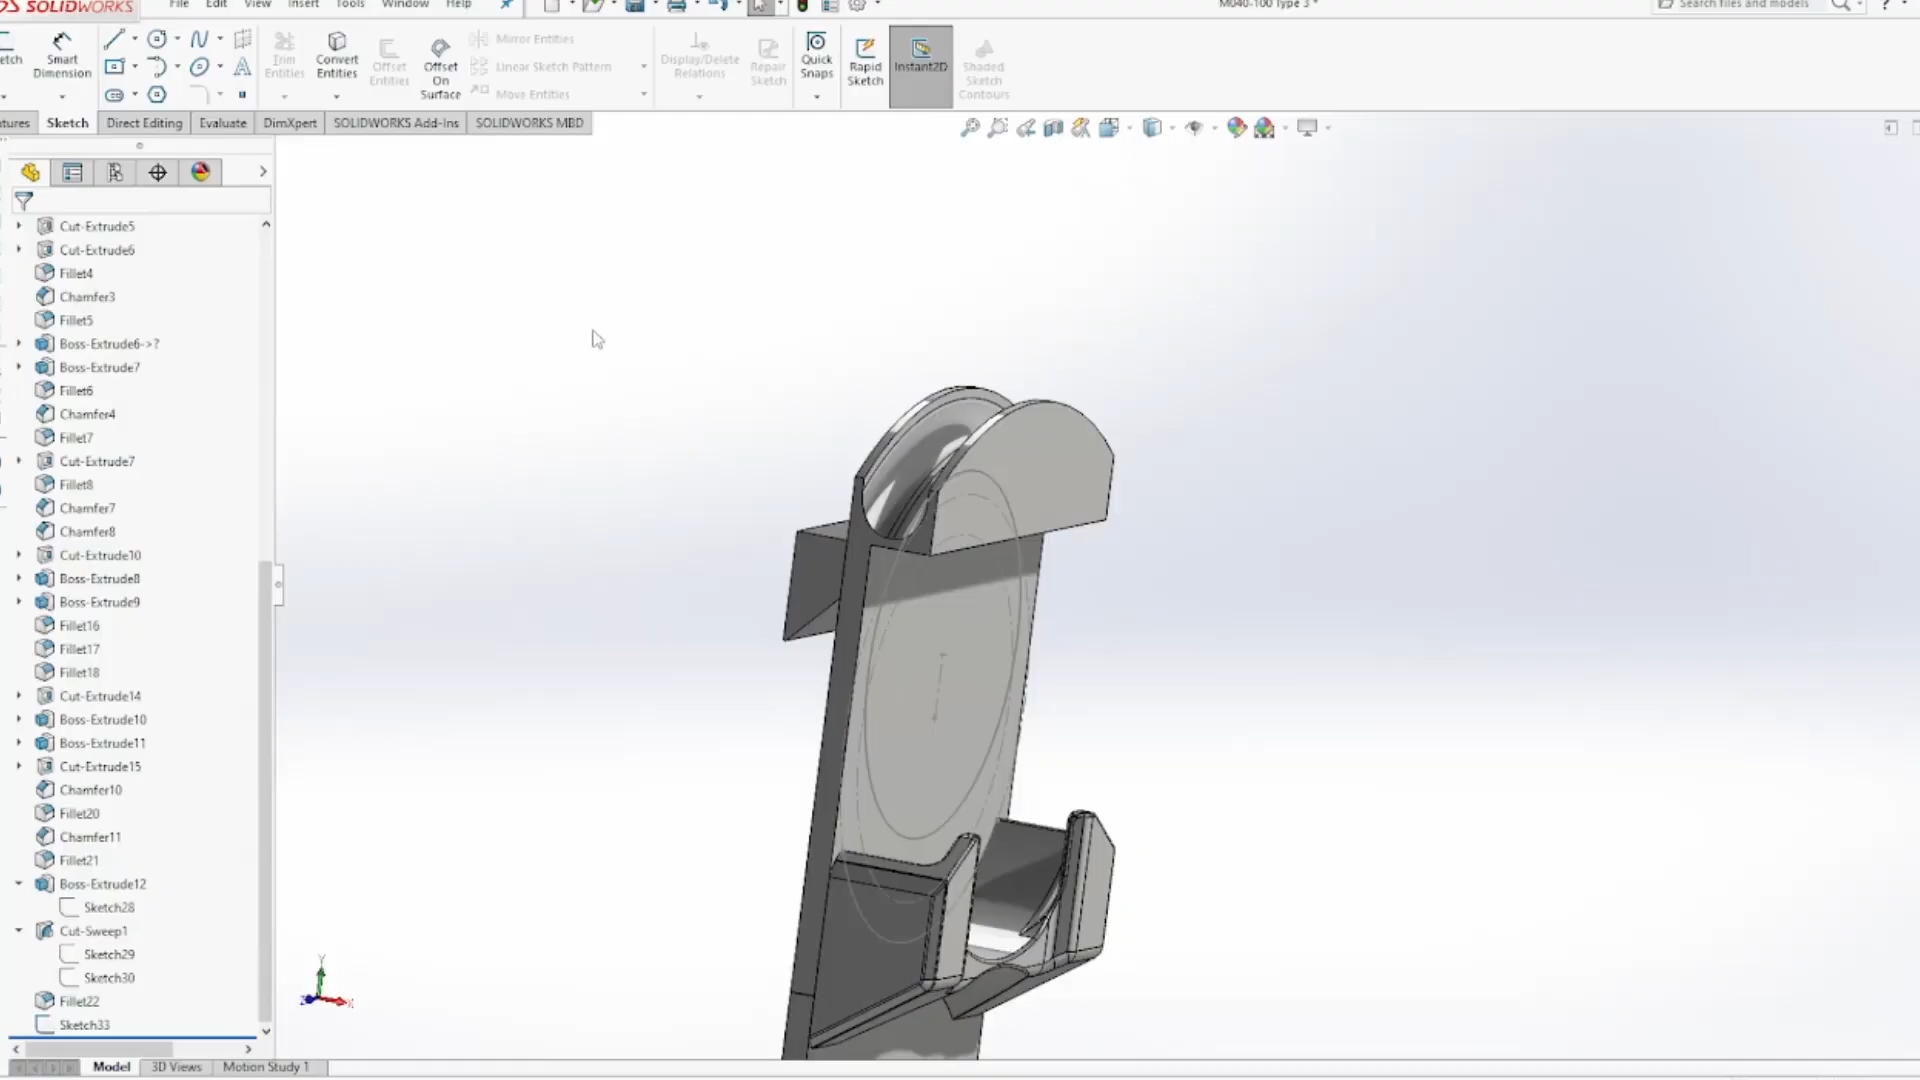 SOLIDWORKS File Edit View Insert Tools Window Help M040-100 Type 3 * Search files and models ?
Smart Dimension
Trim Entities
Convert Entities
Offset Entities
Offset On Surface
Mirror Entities
Linear Sketch Pattern
Move Entities
Display/Delete Relations
Repair Sketch
Quick Snaps
Rapid Sketch
Instant2D
Shaded Sketch Contours
Sketch Direct Editing Evaluate DimXpert SOLIDWORKS Add-Ins SOLIDWORKS MBD
Cut-Extrude5
Cut-Extrude6
Fillet4
Chamfer3
Fillet5
Boss-Extrude6->?
Boss-Extrude7
Fillet6
Chamfer4
Fillet7
Cut-Extrude7
Fillet8
Chamfer7
Chamfer8
Cut-Extrude10
Boss-Extrude8
Boss-Extrude9
Fillet16
Fillet17
Fillet18
Cut-Extrude14
Boss-Extrude10
Boss-Extrude11
Cut-Extrude15
Chamfer10
Fillet20
Chamfer11
Fillet21
Boss-Extrude12
Sketch28
Cut-Sweep1
Sketch29
Sketch30
Fillet22
Sketch33
Y
Z
X
Model 3D Views Motion Study 1